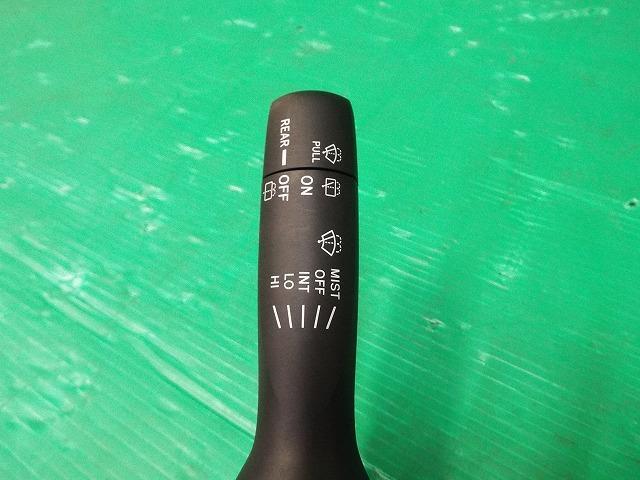 PULL
REAR
ON
OFF
MIST
OFF
INT
LO
HI